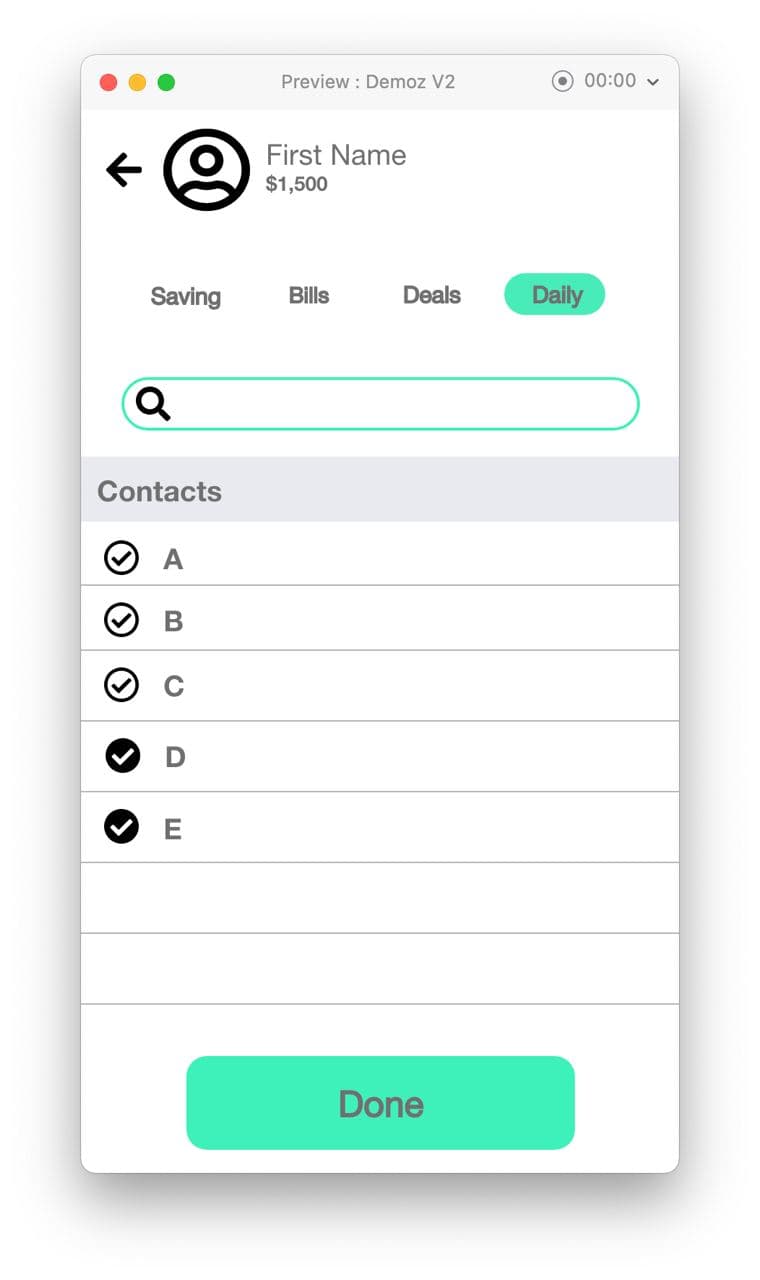 Preview : Demoz V2 00:00
First Name
$1,500
Saving Bills Deals Daily
Contacts
A
B
C
D
E
Done